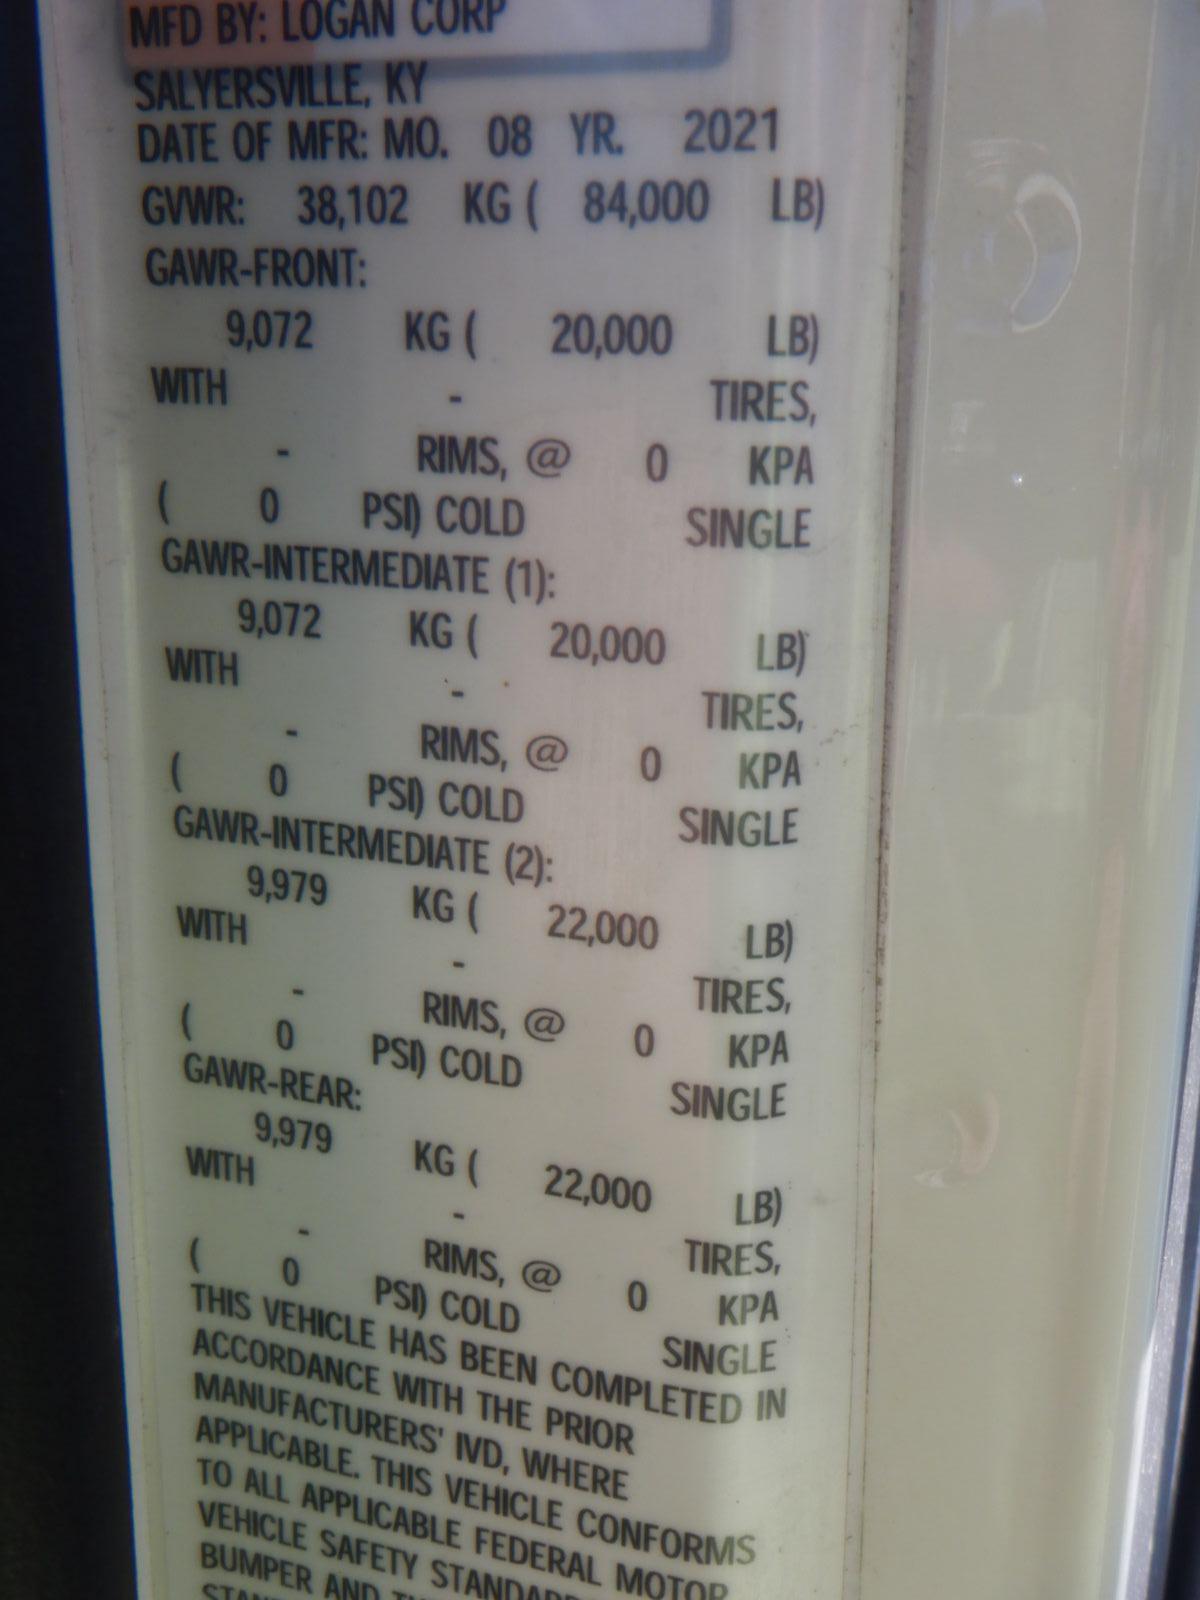 MFD BY: LOGAN CORP
SALYERSVILLE, KY
DATE OF MFR: MO. 08 YR. 2021
GVWR: 38,102 KG ( 84,000 LB)
GAWR-FRONT:
9,072 KG ( 20,000 LB)
WITH - TIRES,
- RIMS, @ 0 KPA
( 0 PSI) COLD SINGLE
GAWR-INTERMEDIATE (1):
9,072 KG ( 20,000 LB)
WITH - TIRES,
- RIMS, @ 0 KPA
( 0 PSI) COLD SINGLE
GAWR-INTERMEDIATE (2):
9,979 KG ( 22,000 LB)
WITH - TIRES,
- RIMS, @ 0 KPA
( 0 PSI) COLD SINGLE
GAWR-REAR:
9,979 KG ( 22,000 LB)
WITH - TIRES,
- RIMS, @ 0 KPA
( 0 PSI) COLD SINGLE
THIS VEHICLE HAS BEEN COMPLETED IN
ACCORDANCE WITH THE PRIOR
MANUFACTURERS' IVD, WHERE
APPLICABLE. THIS VEHICLE CONFORMS
TO ALL APPLICABLE FEDERAL MOTOR
VEHICLE SAFETY
BUMPER AND